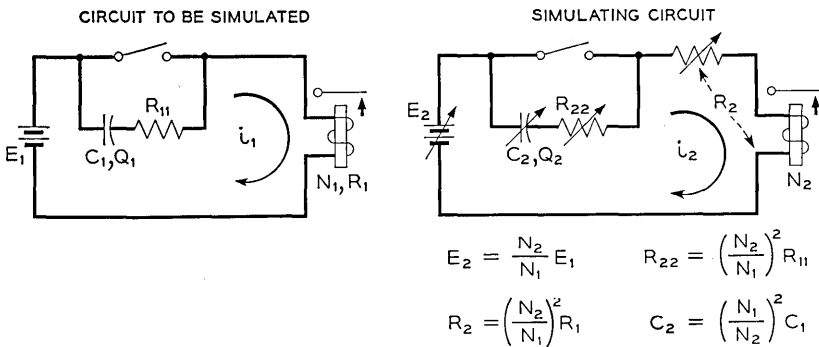 CIRCUIT TO BE SIMULATED
R₁₁
E₁
C₁,Q₁
i₁
N₁,R₁
SIMULATING CIRCUIT
E₂
R₂₂
R₂
C₂,Q₂
i₂
N₂
E₂ = N₂/N₁ E₁
R₂₂ = (N₂/N₁)² R₁₁
R₂ = (N₂/N₁)² R₁
C₂ = (N₁/N₂)² C₁